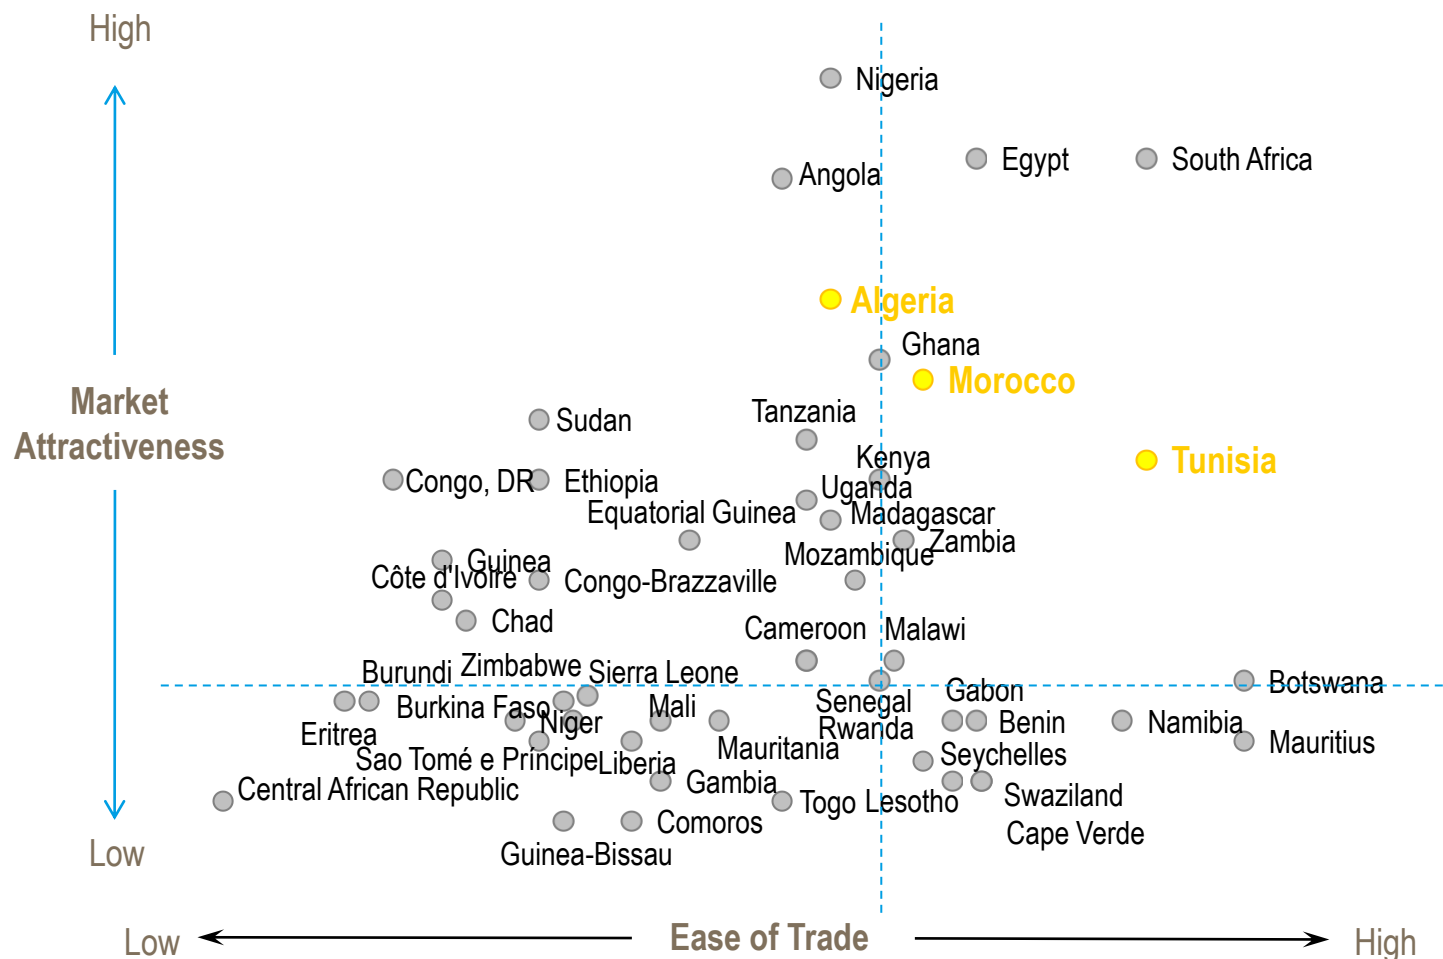 High
Nigeria
Egypt
South Africa
Angola
Algeria
Ghana
Morocco
Market
Attractiveness
Tanzania
Sudan
Kenya
Tunisia
Congo, DR
Ethiopia
Uganda
Equatorial Guinea
Madagascar
Zambia
Mozambique
Guinea
Côte d'Ivoire
Congo-Brazzaville
Chad
Cameroon
Malawi
Burundi
Zimbabwe
Sierra Leone
Botswana
Burkina Faso
Mali
Senegal
Gabon
Eritrea
Niger
Rwanda
Benin
Namibia
Mauritania
Mauritius
Sao Tomé e Príncipe
Liberia
Seychelles
Central African Republic
Gambia
Togo
Lesotho
Swaziland
Comoros
Cape Verde
Guinea-Bissau
Low
Low
Ease of Trade
High